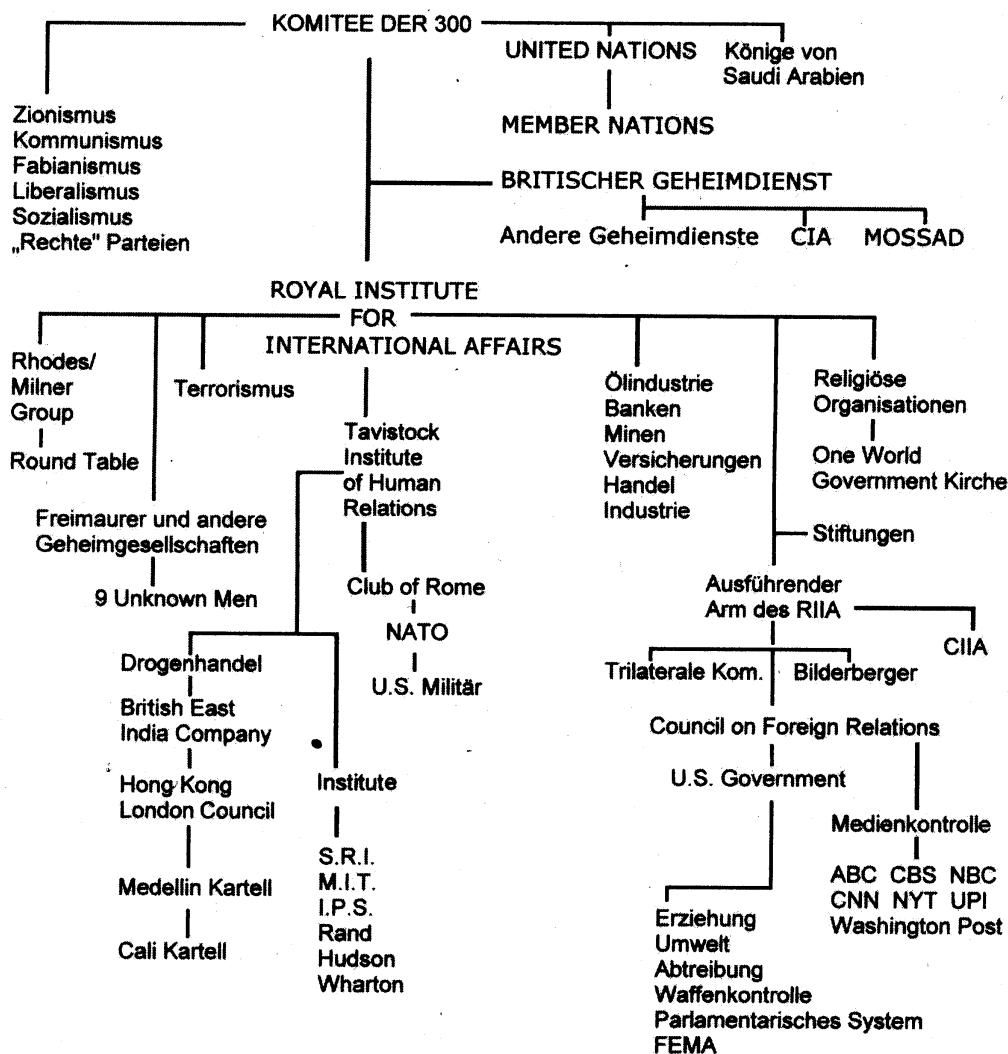 KOMITEE DER 300
UNITED NATIONS
Könige von
Saudi Arabien
MEMBER NATIONS
Zionismus
Kommunismus
Fabianismus
Liberalismus
Sozialismus
„Rechte" Parteien
BRITISCHER GEHEIMDIENST
Andere Geheimdienste
CIA
MOSSAD
ROYAL INSTITUTE
FOR
INTERNATIONAL AFFAIRS
Rhodes/
Milner
Group
Round Table
Freimaurer und andere
Geheimgesellschaften
9 Unknown Men
Terrorismus
Tavistock
Institute
of Human
Relations
Club of Rome
NATO
U.S. Militär
Drogenhandel
British East
India Company
Hong Kong
London Council
Medellin Kartell
Cali Kartell
Institute
S.R.I.
M.I.T.
I.P.S.
Rand
Hudson
Wharton
Ölindustrie
Banken
Minen
Versicherungen
Handel
Industrie
Religiöse
Organisationen
One World
Government Kirche
Stiftungen
Ausführender
Arm des RIIA
CIIA
Trilaterale Kom.
Bilderberger
Council on Foreign Relations
U.S. Government
Medienkontrolle
ABC CBS NBC
CNN NYT UPI
Washington Post
Erziehung
Umwelt
Abtreibung
Waffenkontrolle
Parlamentarisches System
FEMA